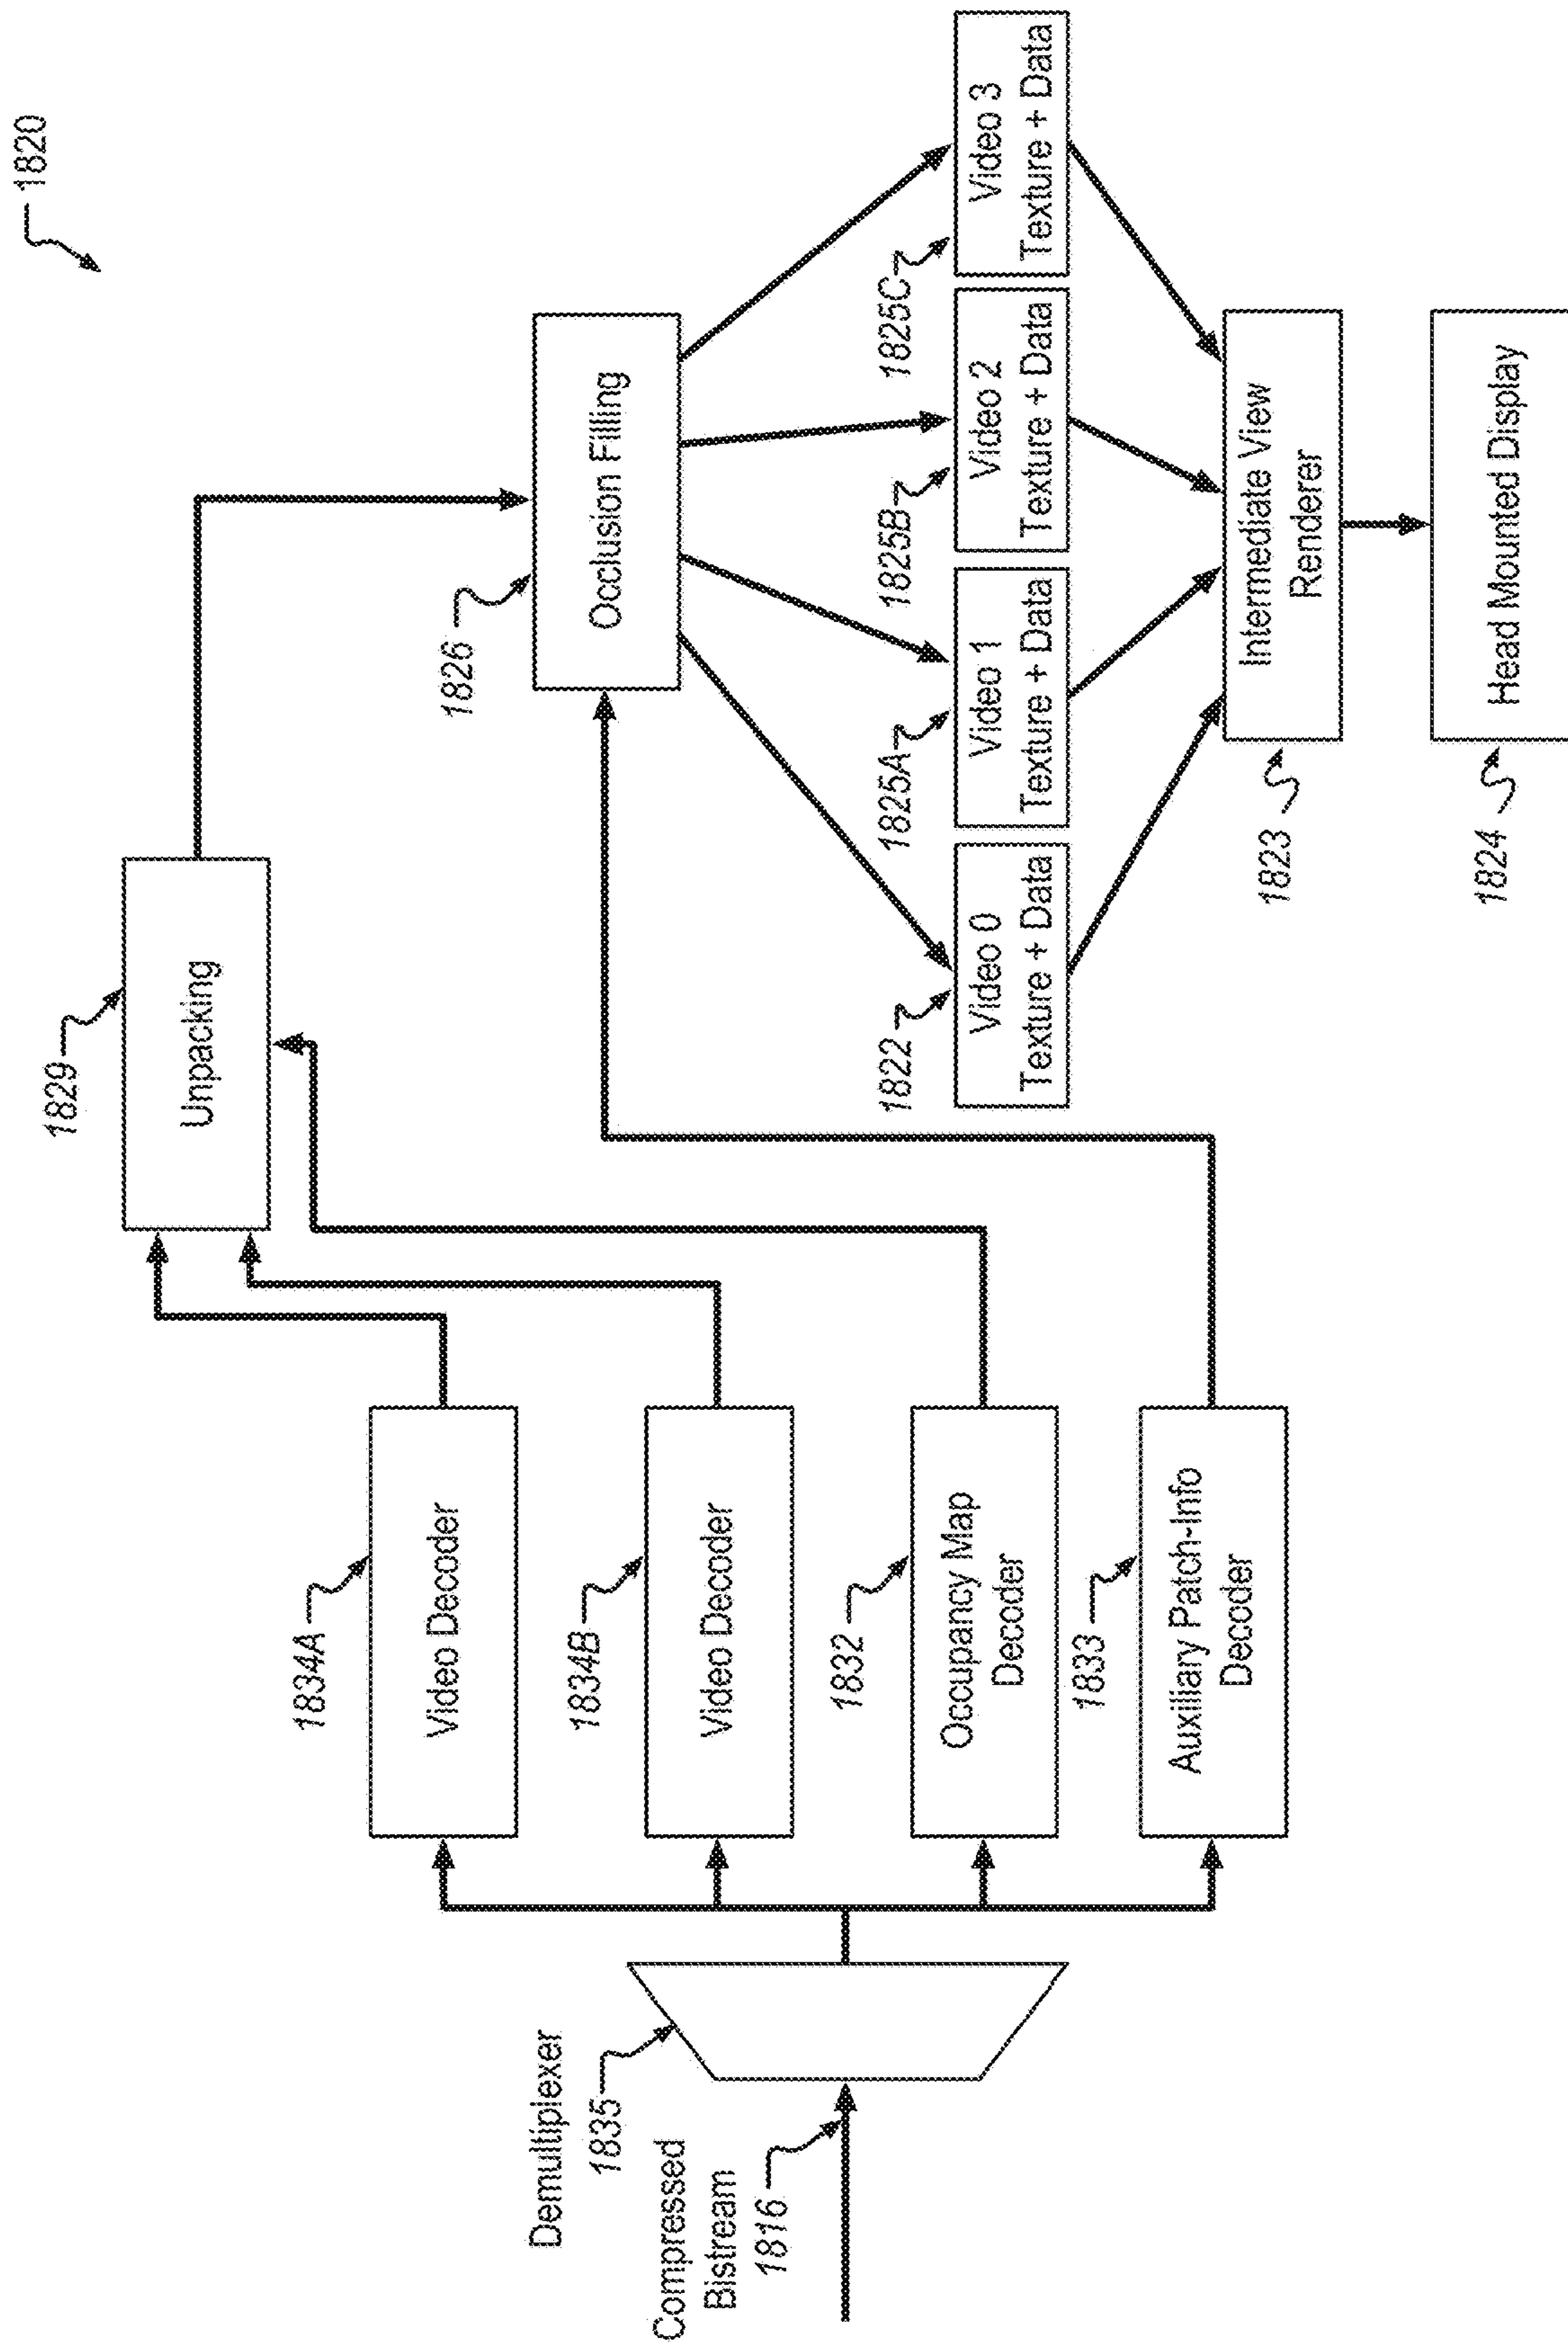 1820
1829
Unpacking
1826
Occlusion Filling
1834A
Video Decoder
1834B
Video Decoder
1832
Occupancy Map
Decoder
1833
Auxiliary Patch-Info
Decoder
Demultiplexer
1835
Compressed
Bistream
1816
1822
Video 0
Texture + Data
1825A
Video 1
Texture + Data
1825B
Video 2
Texture + Data
1825C
Video 3
Texture + Data
Intermediate View
Renderer
1823
Head Mounted Display
1824